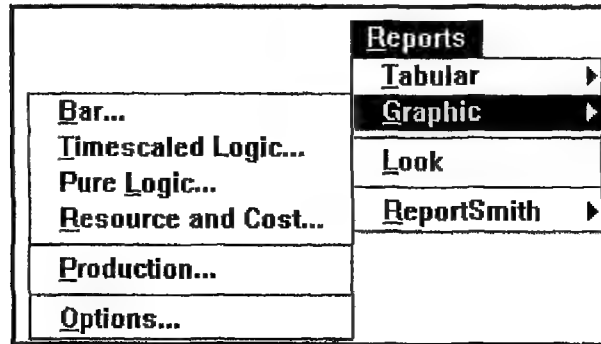 Reports
Tabular
Graphic
Look
ReportSmith
Bar...
Timescaled Logic...
Pure Logic...
Resource and Cost...
Production...
Options...